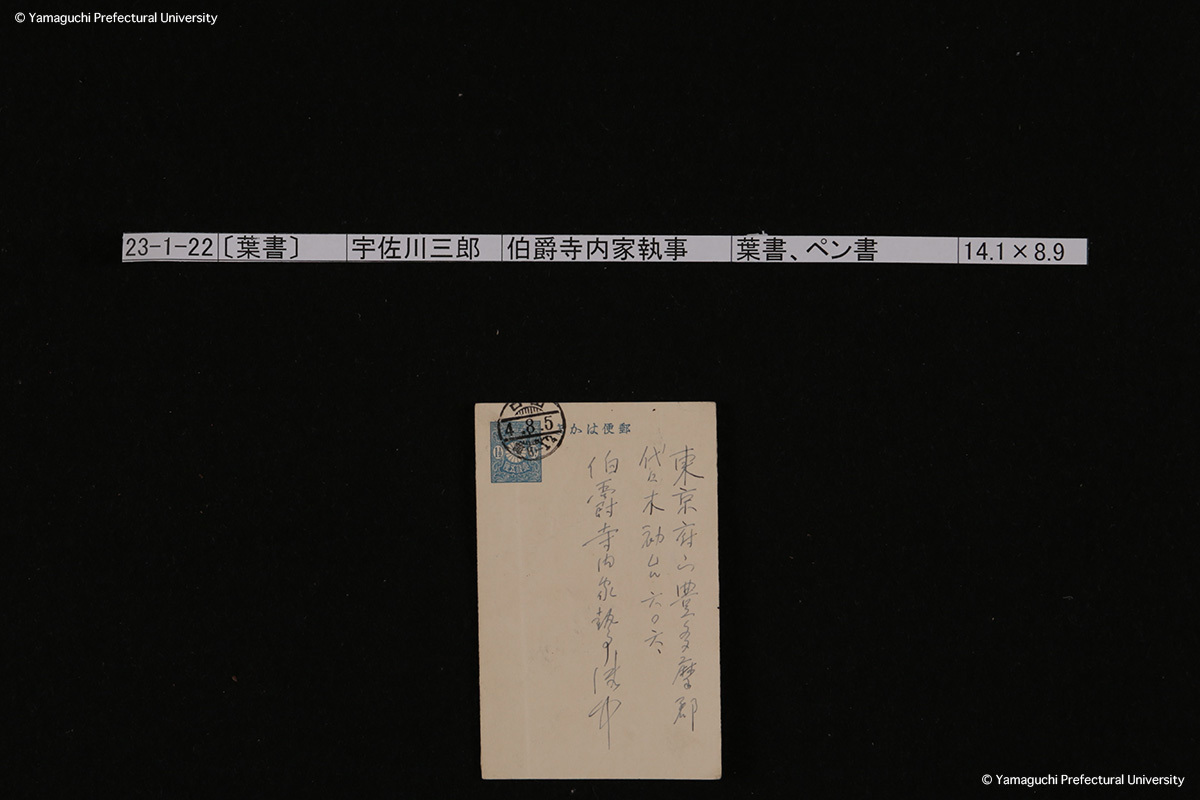 © Yamaguchi Prefectural University
23-1-22 〔葉書〕 宇佐川三郎 伯爵寺内家執事 葉書、ペン書 14.1×8.9
郵便はかき
4.8.5
東京府下豊多摩郡
代々木初台六〇六、
伯爵寺内家執事御中
© Yamaguchi Prefectural University